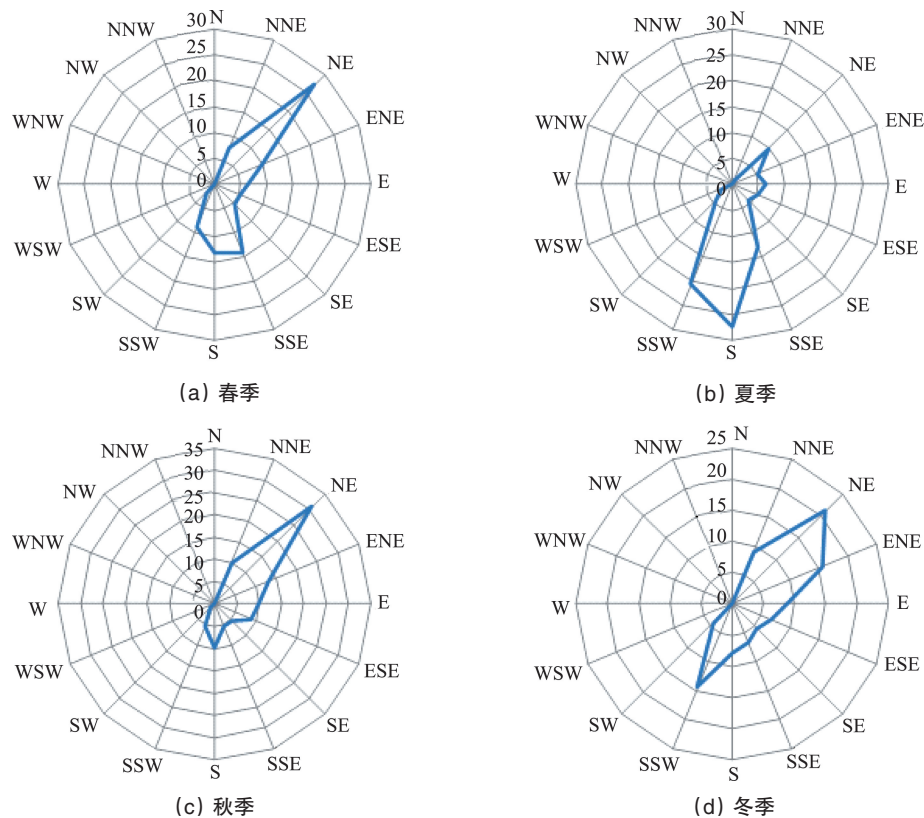 N
NNE
NE
ENE
E
ESE
SE
SSE
S
SSW
SW
WSW
W
WNW
NW
NNW
30
25
20
15
10
5
0
(a) 春季
N
NNE
NE
ENE
E
ESE
SE
SSE
S
SSW
SW
WSW
W
WNW
NW
NNW
30
25
20
15
10
5
0
(b) 夏季
N
NNE
NE
ENE
E
ESE
SE
SSE
S
SSW
SW
WSW
W
WNW
NW
NNW
35
30
25
20
15
10
5
0
(c) 秋季
N
NNE
NE
ENE
E
ESE
SE
SSE
S
SSW
SW
WSW
W
WNW
NW
NNW
25
20
15
10
5
0
(d) 冬季